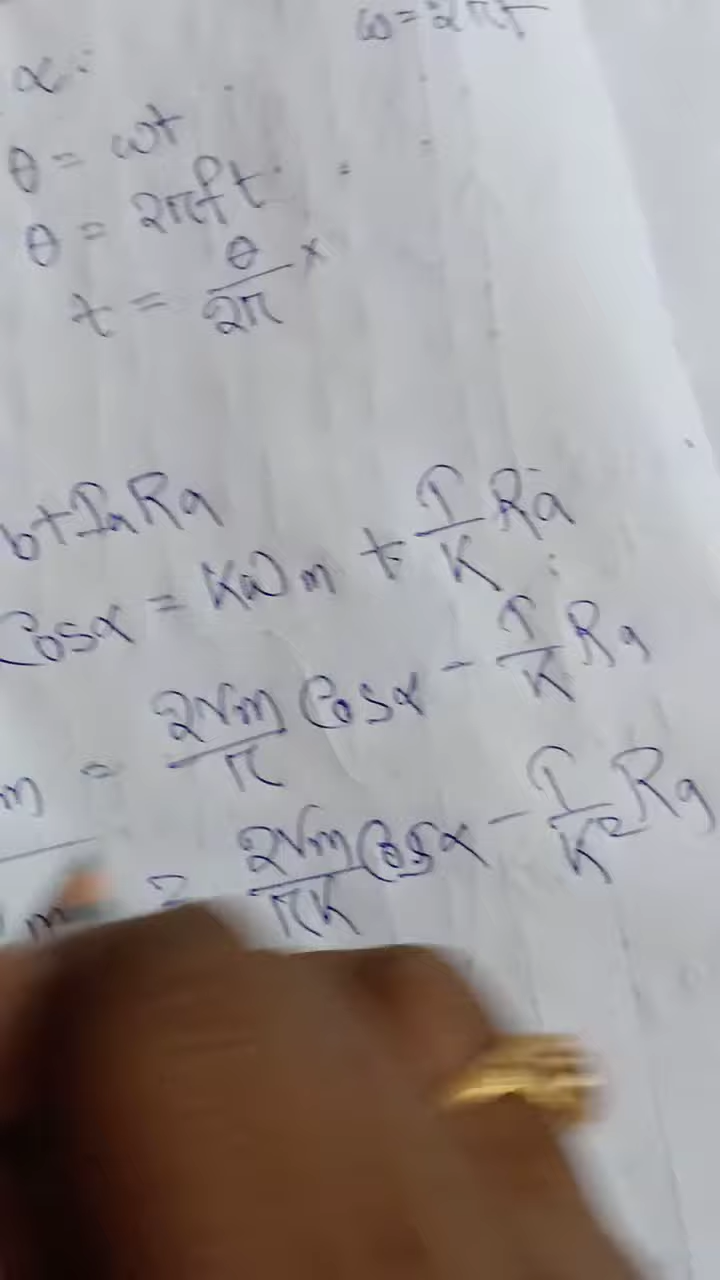 ω = 2πf
α:
θ = ωt
θ = 2πft
t = θ/2π ×
b + IaRa
Cosα = Kωm + T/K Ra
m = 2Vm/π Cosα - T/K Ra
m = 2Vm/πK Cosα - T/K² Ra